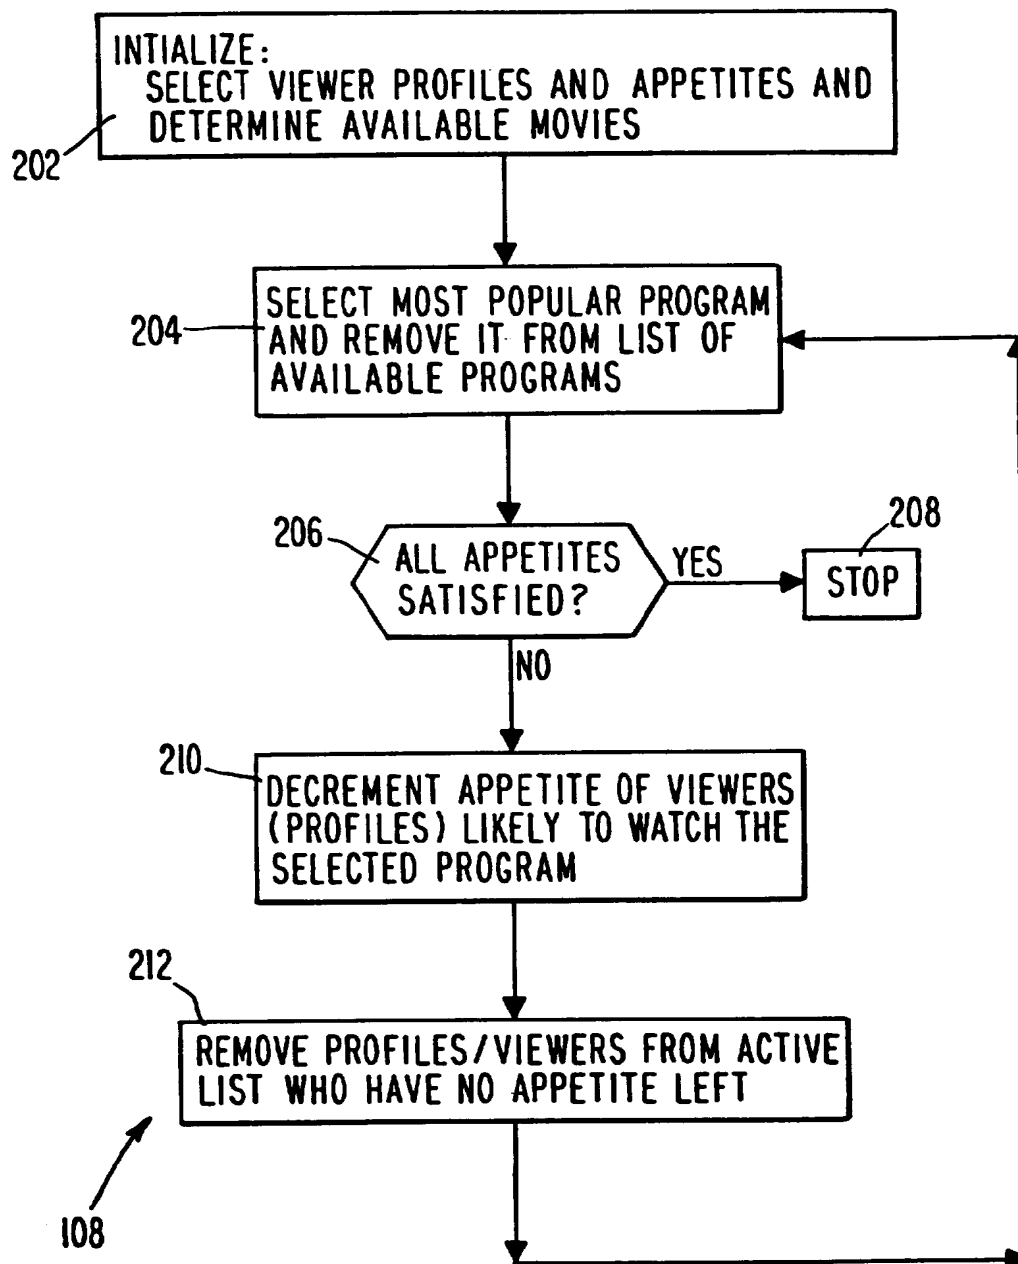 INTIALIZE:
SELECT VIEWER PROFILES AND APPETITES AND
DETERMINE AVAILABLE MOVIES
202
SELECT MOST POPULAR PROGRAM
AND REMOVE IT FROM LIST OF
AVAILABLE PROGRAMS
204
206
ALL APPETITES
SATISFIED?
YES
208
STOP
NO
210
DECREMENT APPETITE OF VIEWERS
(PROFILES) LIKELY TO WATCH THE
SELECTED PROGRAM
212
REMOVE PROFILES/VIEWERS FROM ACTIVE
LIST WHO HAVE NO APPETITE LEFT
108